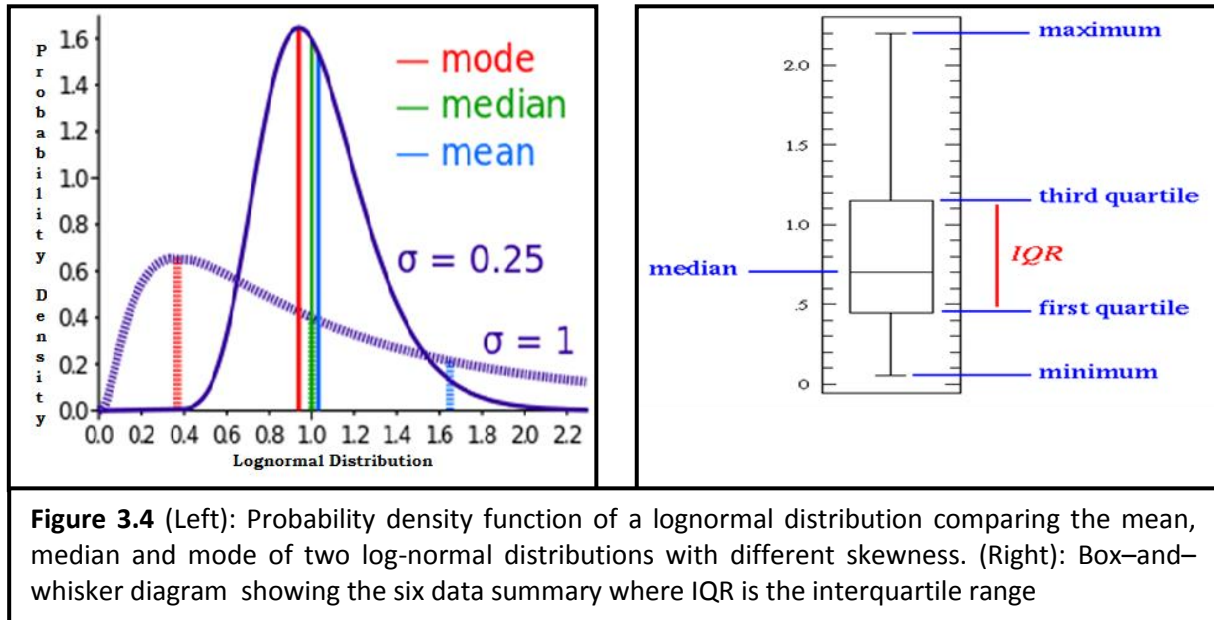 Probability Density
1.6
1.4
1.2
1.0
0.8
0.6
0.4
0.2
0.0
mode
median
mean
σ = 0.25
σ = 1
0.0 0.2 0.4 0.6 0.8 1.0 1.2 1.4 1.6 1.8 2.0 2.2
Lognormal Distribution
2.0
1.5
1.0
.5
0
maximum
third quartile
IQR
median
first quartile
minimum
Figure 3.4 (Left): Probability density function of a lognormal distribution comparing the mean,
median and mode of two log-normal distributions with different skewness. (Right): Box–and–
whisker diagram showing the six data summary where IQR is the interquartile range